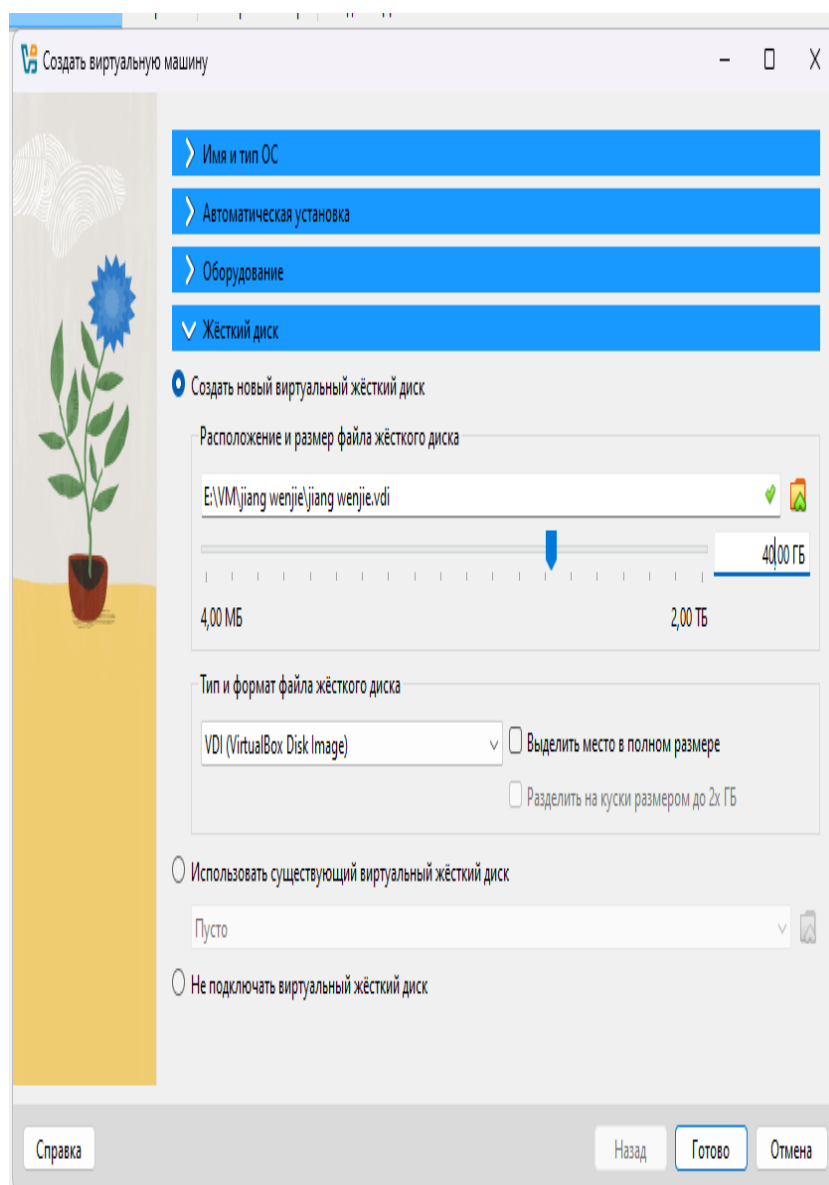 Создать виртуальную машину
Имя и тип ОС
Автоматическая установка
Оборудование
Жёсткий диск
Создать новый виртуальный жёсткий диск
Расположение и размер файла жёсткого диска
E:\VM\jiang wenjie\jiang wenjie.vdi
40,00 ГБ
4,00 МБ 2,00 ТБ
Тип и формат файла жёсткого диска
VDI (VirtualBox Disk Image) Выделить место в полном размере
Разделить на куски размером до 2х ГБ
Использовать существующий виртуальный жёсткий диск
Пусто
Не подключать виртуальный жёсткий диск
Справка Назад Готово Отмена